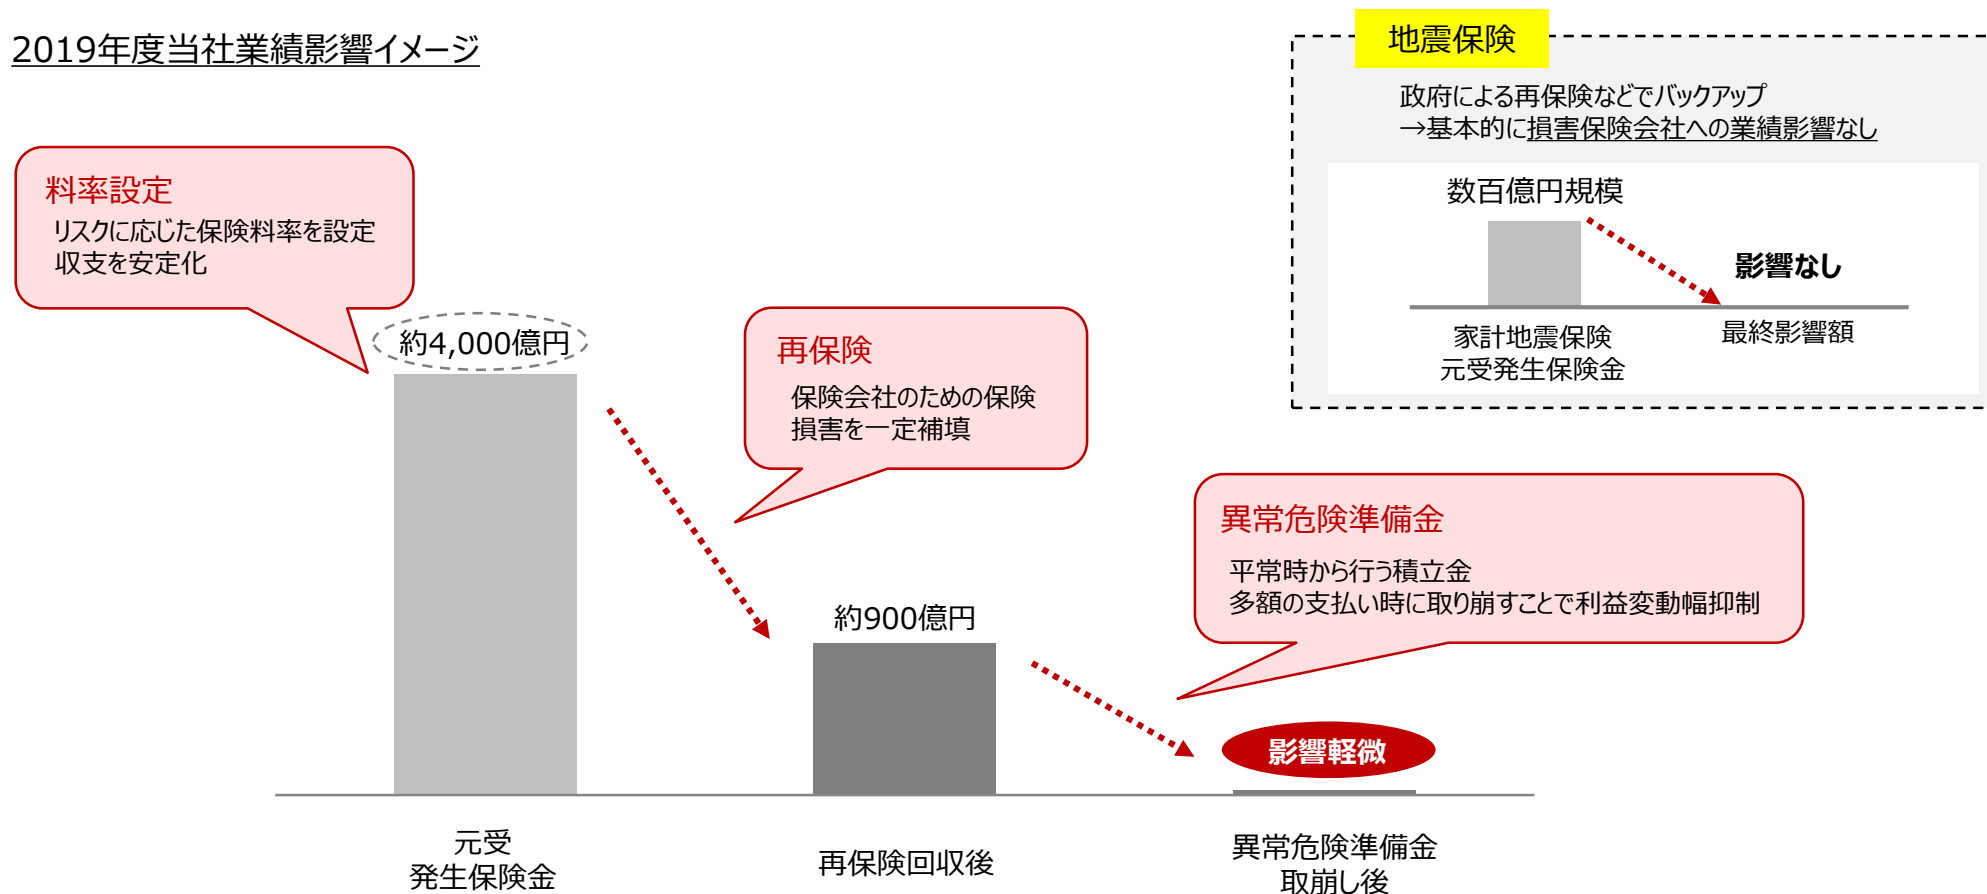 2019年度当社業績影響イメージ
地震保険
政府による再保険などでバックアップ
→基本的に損害保険会社への業績影響なし
数百億円規模
影響なし
家計地震保険
元受発生保険金
最終影響額
料率設定
リスクに応じた保険料率を設定
収支を安定化
約4,000億円
再保険
保険会社のための保険
損害を一定補填
異常危険準備金
平常時から行う積立金
多額の支払い時に取り崩すことで利益変動幅抑制
約900億円
影響軽微
元受
発生保険金
再保険回収後
異常危険準備金
取崩し後